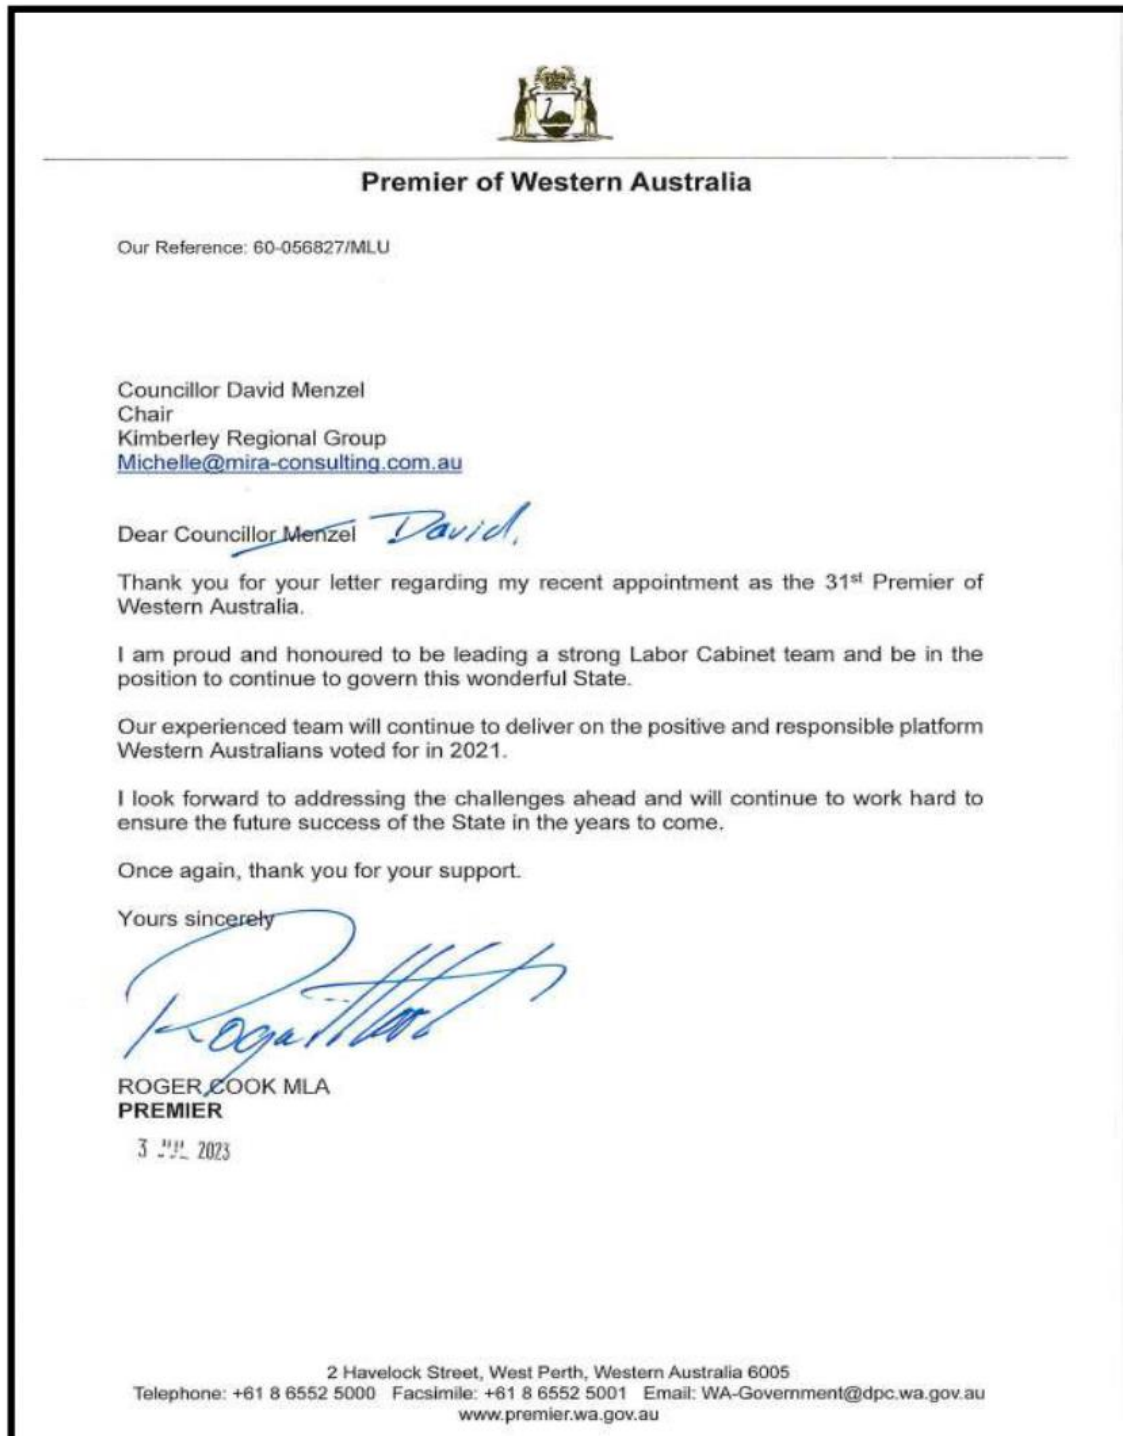 Premier of Western Australia
Our Reference: 60-056827/MLU
Councillor David Menzel
Chair
Kimberley Regional Group
Michelle@mira-consulting.com.au
Dear Councillor Menzel David,
Thank you for your letter regarding my recent appointment as the 31st Premier of
Western Australia.
I am proud and honoured to be leading a strong Labor Cabinet team and be in the
position to continue to govern this wonderful State.
Our experienced team will continue to deliver on the positive and responsible platform
Western Australians voted for in 2021.
I look forward to addressing the challenges ahead and will continue to work hard to
ensure the future success of the State in the years to come.
Once again, thank you for your support.
Yours sincerely
Roger Cook
ROGER COOK MLA
PREMIER
3 JUL 2023
2 Havelock Street, West Perth, Western Australia 6005
Telephone: +61 8 6552 5000 Facsimile: +61 8 6552 5001 Email: WA-Government@dpc.wa.gov.au
www.premier.wa.gov.au